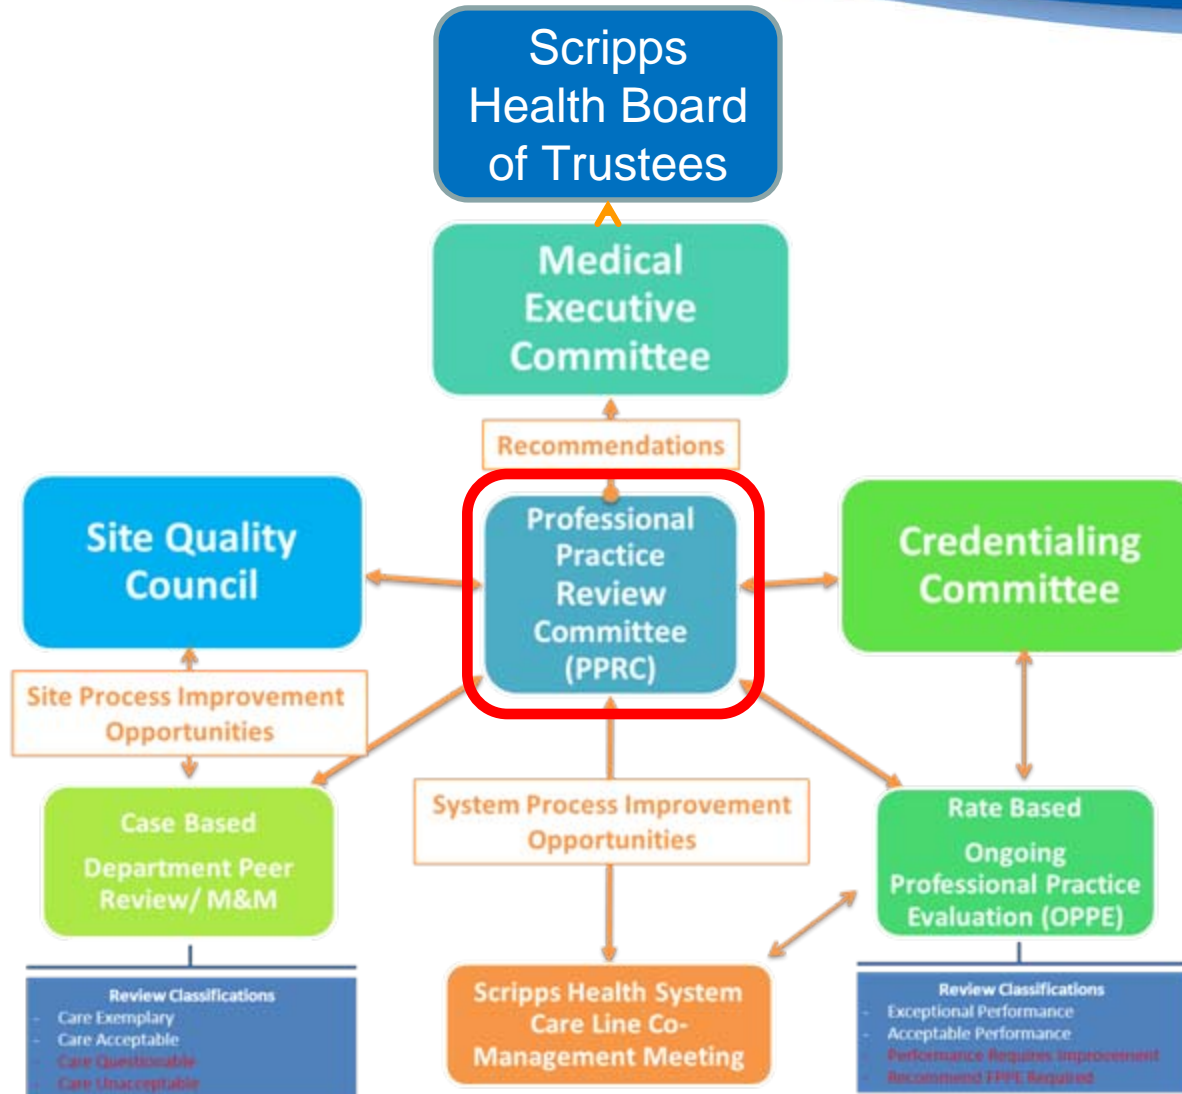 Scripps
Health Board
of Trustees
Medical
Executive
Committee
Recommendations
Site Quality
Council
Professional
Practice
Review
Committee
(PPRC)
Credentialing
Committee
Site Process Improvement
Opportunities
System Process Improvement
Opportunities
Case Based
Department Peer
Review/ M&M
Rate Based
Ongoing
Professional Practice
Evaluation (OPPE)
Review Classifications
- Care Exemplary
- Care Acceptable
- Care Questionable
- Care Unacceptable
Scripps Health System
Care Line Co-
Management Meeting
Review Classifications
- Exceptional Performance
- Acceptable Performance
- Performance Requires Improvement
- Recommend FPPE Required